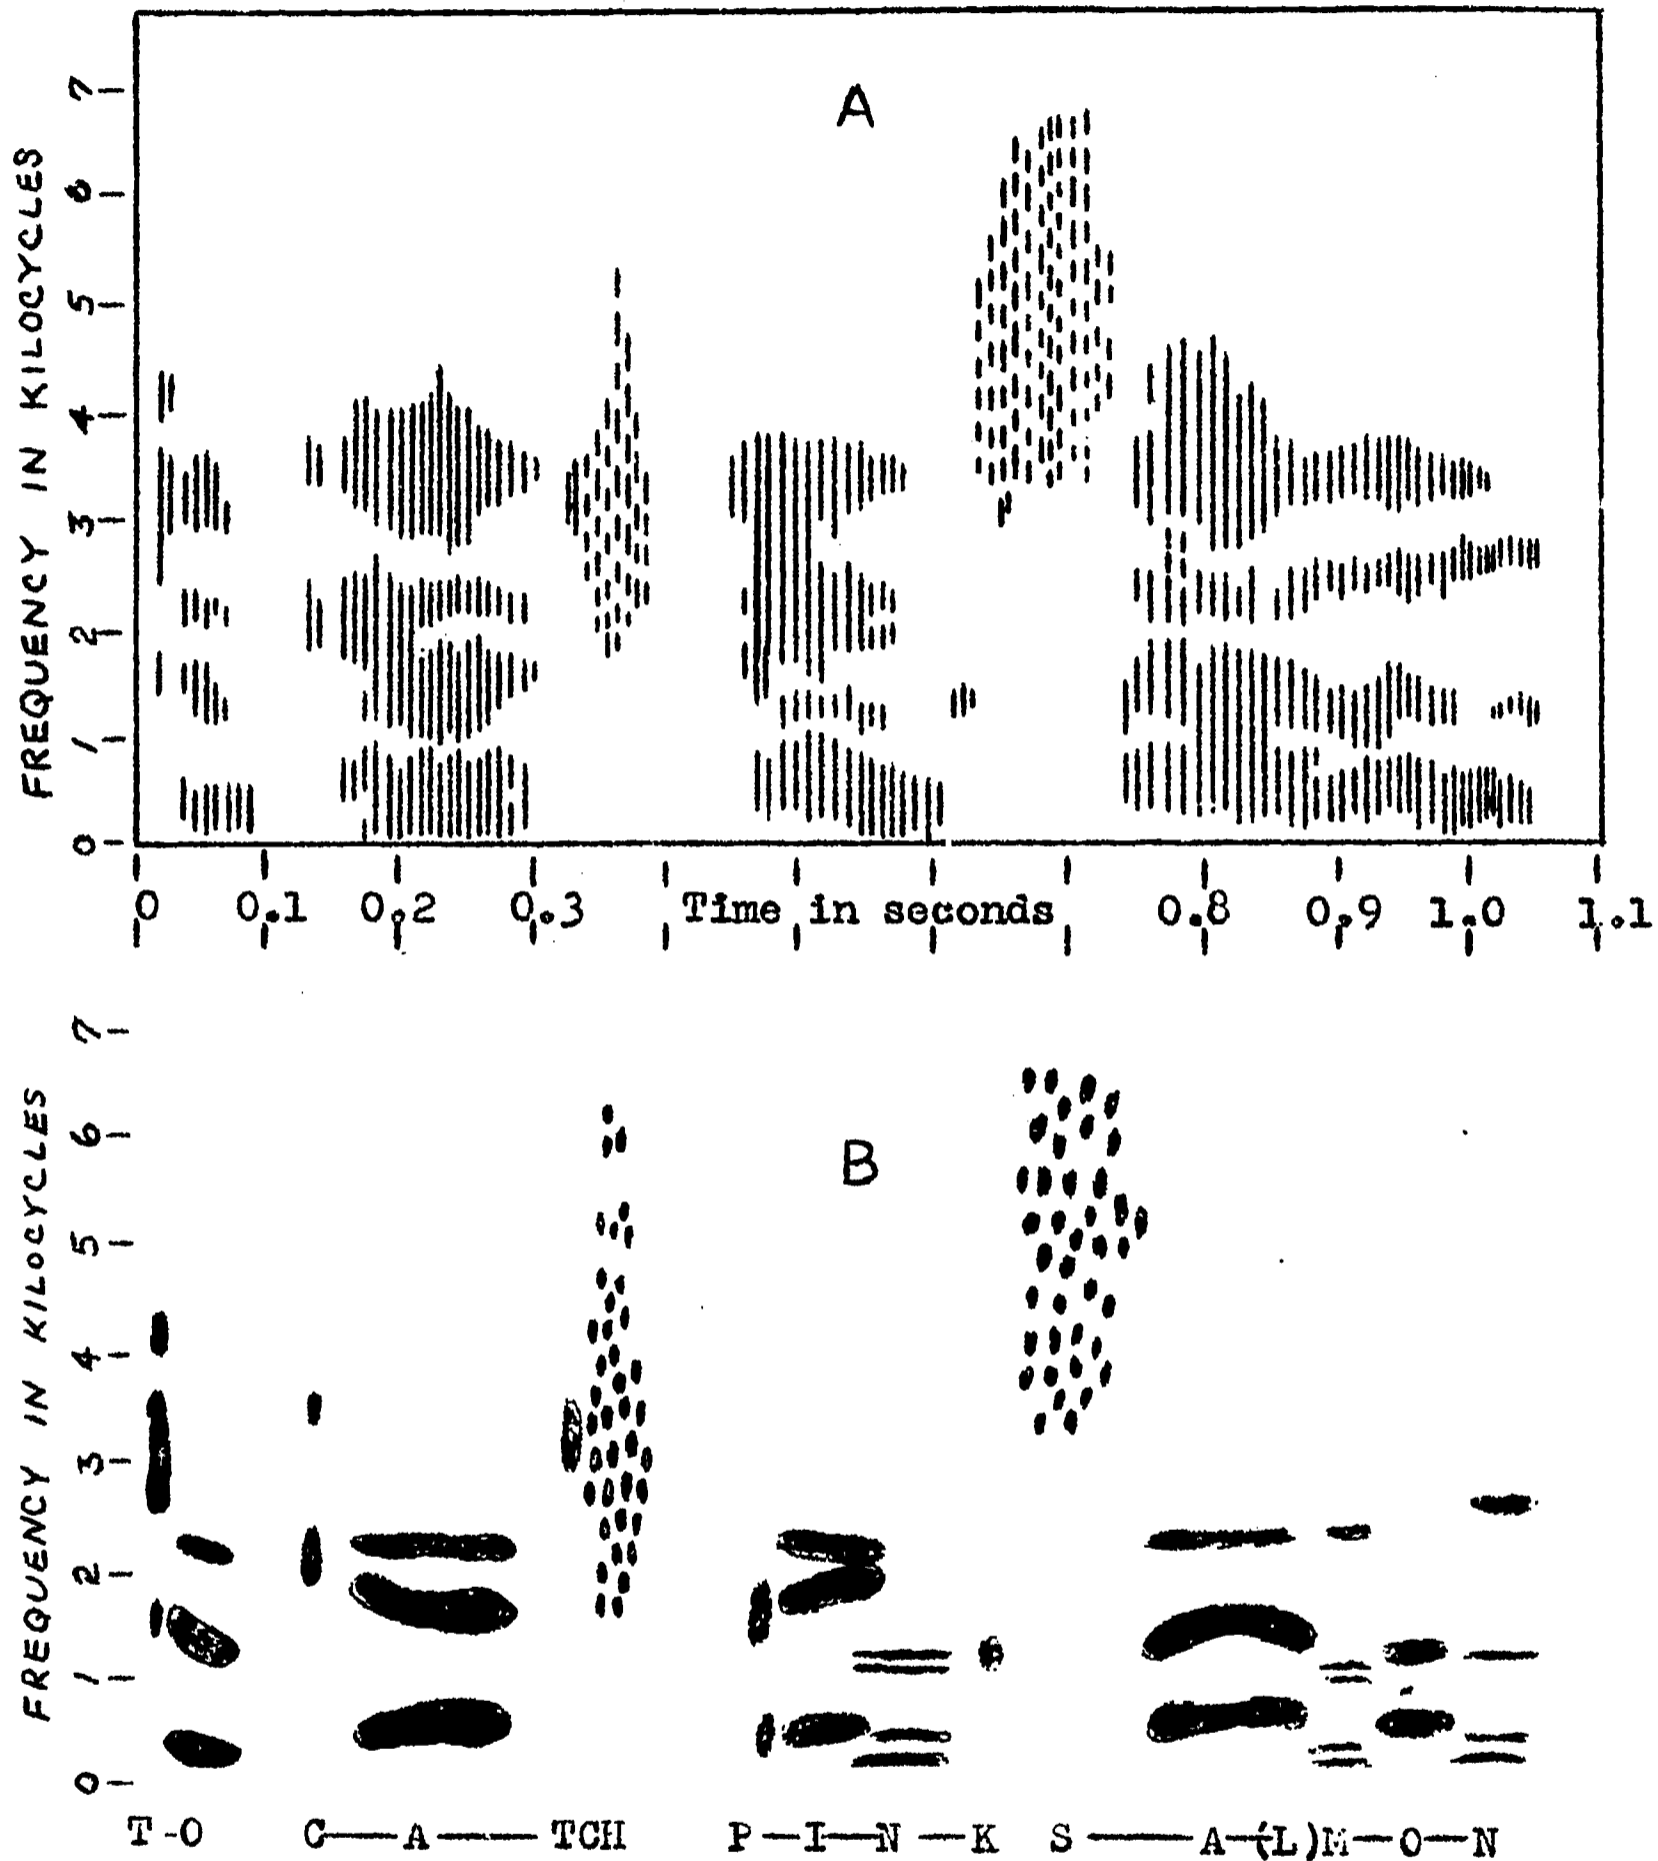 A
FREQUENCY IN KILOCYCLES
7
6
5
4
3
2
1
0
0 0.1 0.2 0.3 Time in seconds 0.8 0.9 1.0 1.1
B
FREQUENCY IN KILOCYCLES
7
6
5
4
3
2
1
0
T-O C—A—TCH P—I—N—K S—A—(L)M—O—N